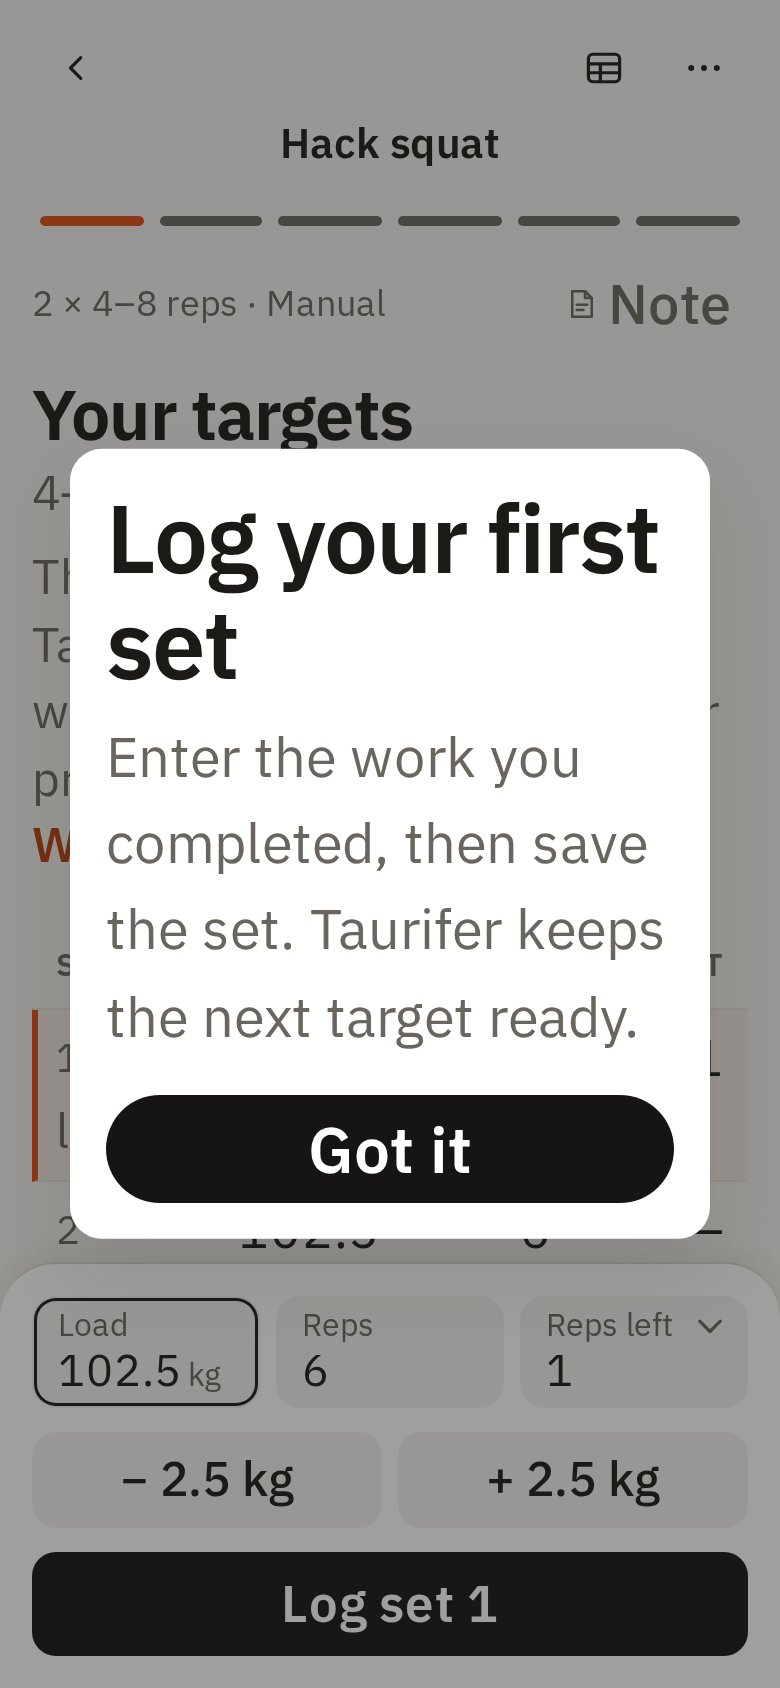 Hack squat
2 × 4–8 reps · Manual
Note
Your targets
Log your first
set
Enter the work you
completed, then save
the set. Taurifer keeps
the next target ready.
Got it
1
2
Load
102.5 kg
Reps
6
Reps left
1
− 2.5 kg
+ 2.5 kg
Log set 1